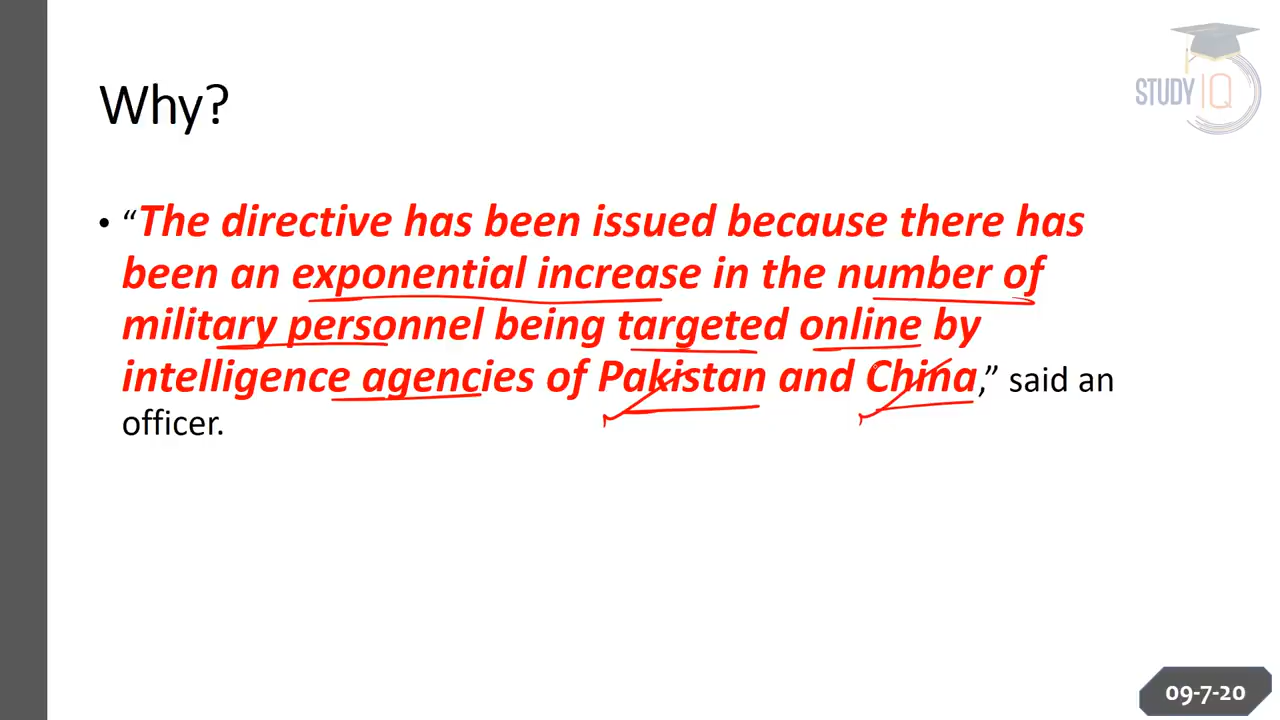 STUDY IQ
Why?
• “The directive has been issued because there has
been an exponential increase in the number of
military personnel being targeted online by
intelligence agencies of Pakistan and China,” said an
officer.
09-7-20